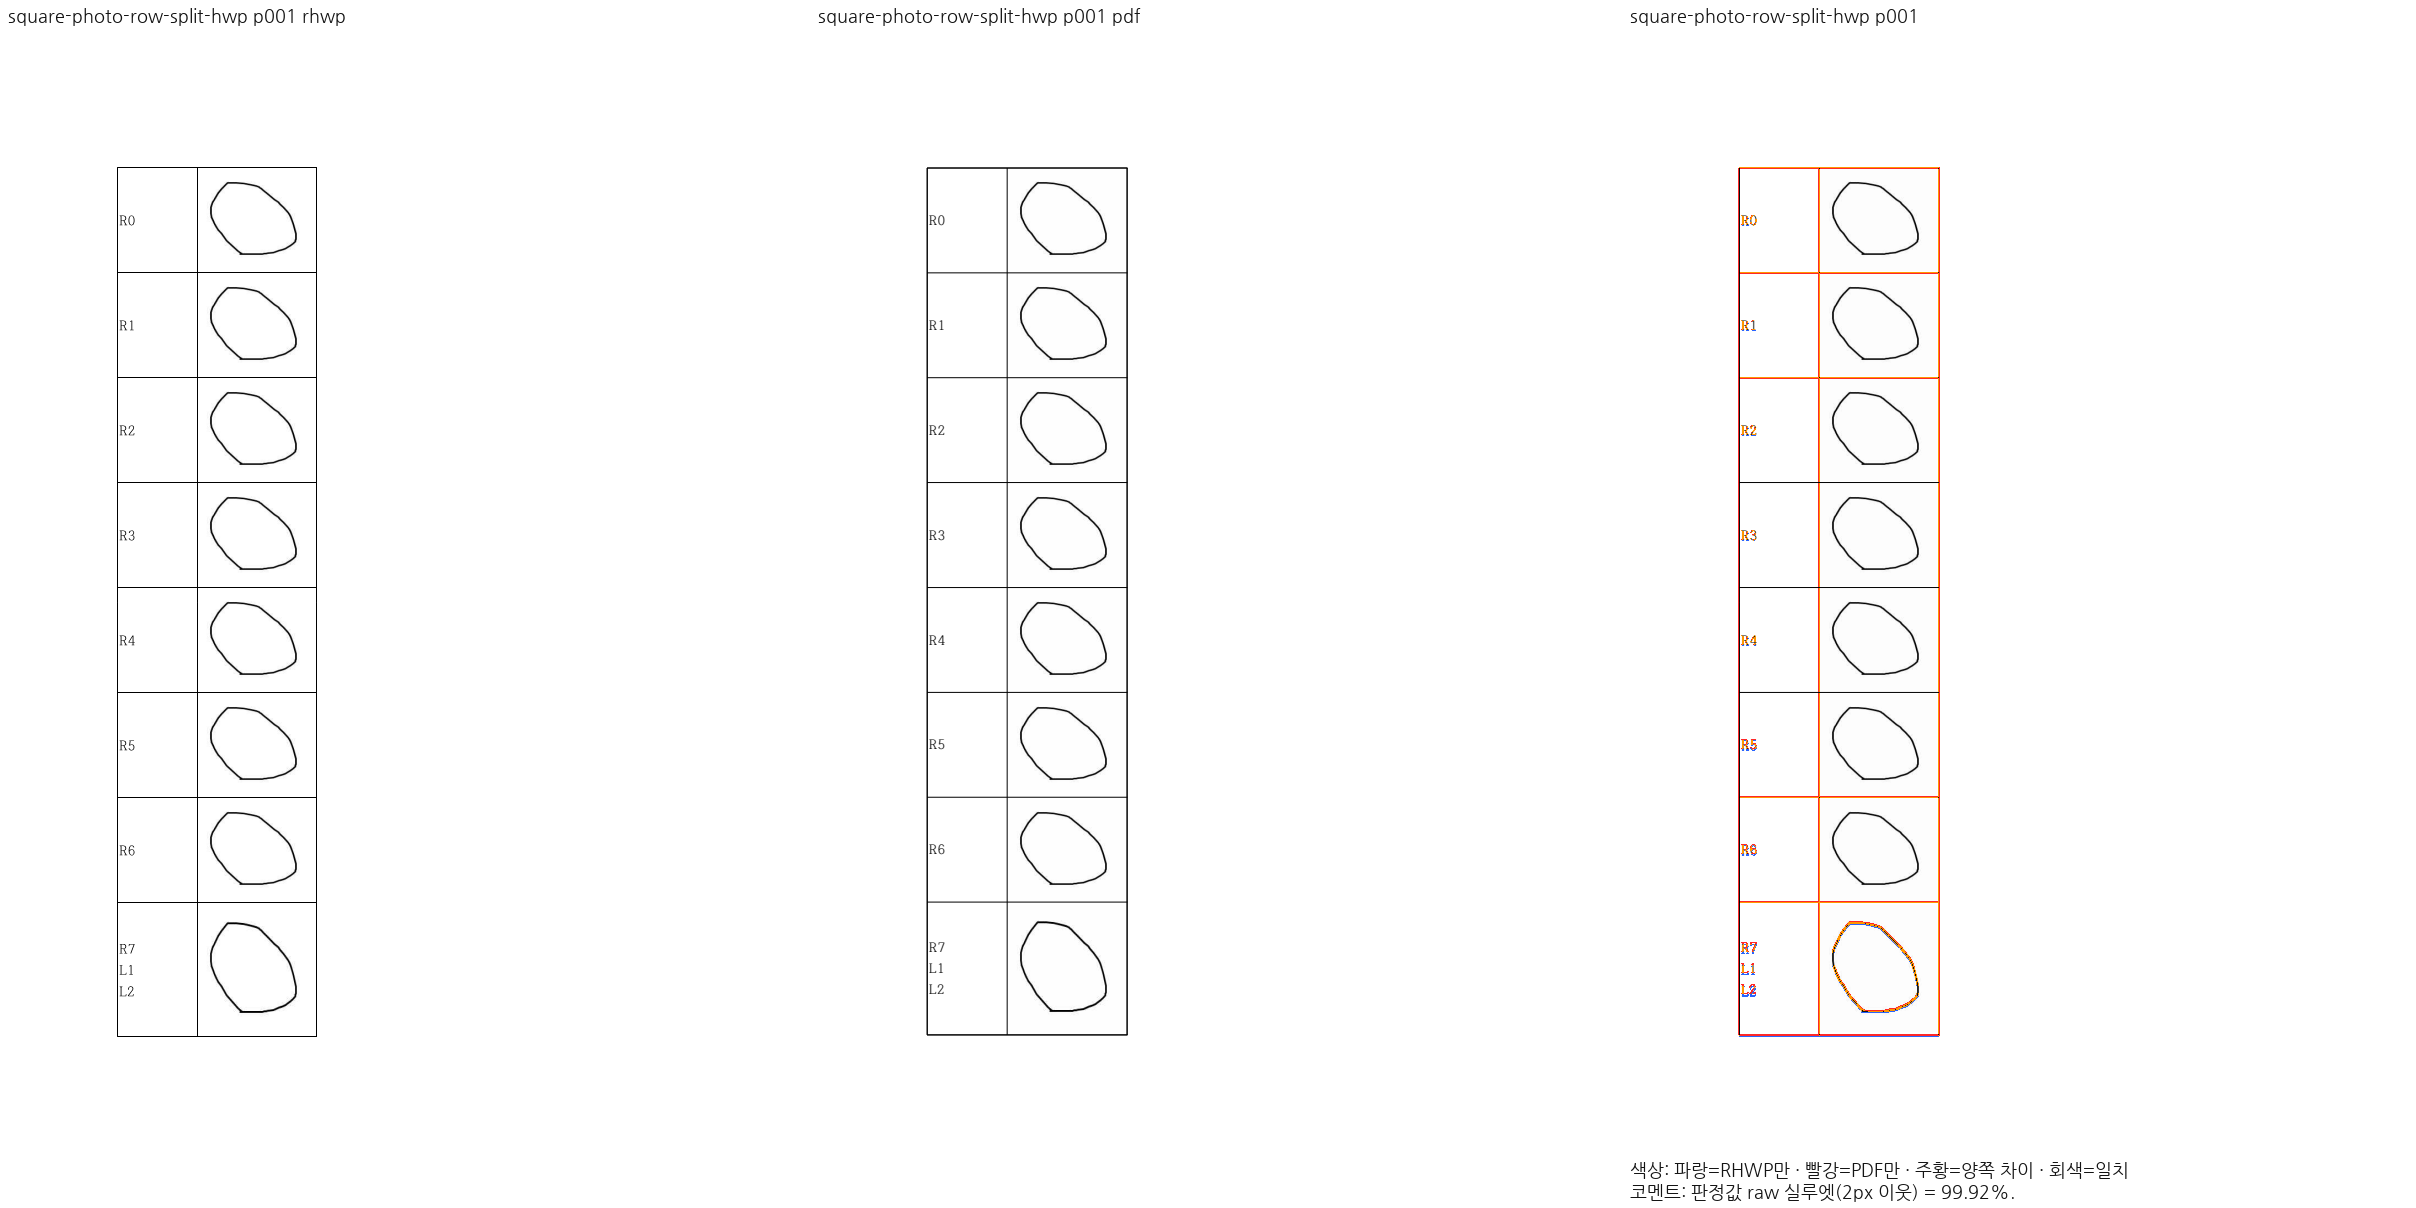 square-photo-row-split-hwp p001 rhwp
R0
R1
R2
R3
R4
R5
R6
R7
L1
L2
square-photo-row-split-hwp p001 pdf
R0
R1
R2
R3
R4
R5
R6
R7
L1
L2
square-photo-row-split-hwp p001
R0
R1
R2
R3
R4
R5
R6
R7
L1
L2
색상: 파랑=RHWP만 · 빨강=PDF만 · 주황=양쪽 차이 · 회색=일치
코멘트: 판정값 raw 실루엣(2px 이웃) = 99.92%.